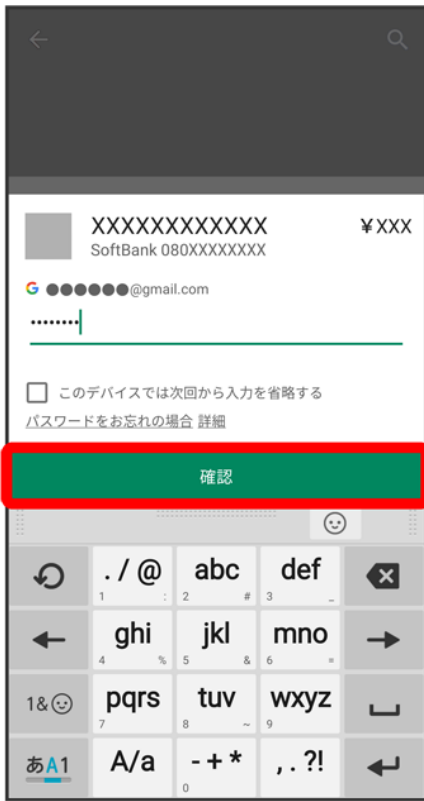 XXXXXXXXXXXX ¥XXX
SoftBank 080XXXXXXXX
G ●●●●●●@gmail.com
••••••••
このデバイスでは次回から入力を省略する
パスワードをお忘れの場合 詳細
確認
. / @ abc def
1 : 2 # 3 _
ghi jkl mno
4 % 5 & 6 =
1&☺ pqrs tuv wxyz
7 8 ~ 9
あA1 A/a - + * , . ?!
0